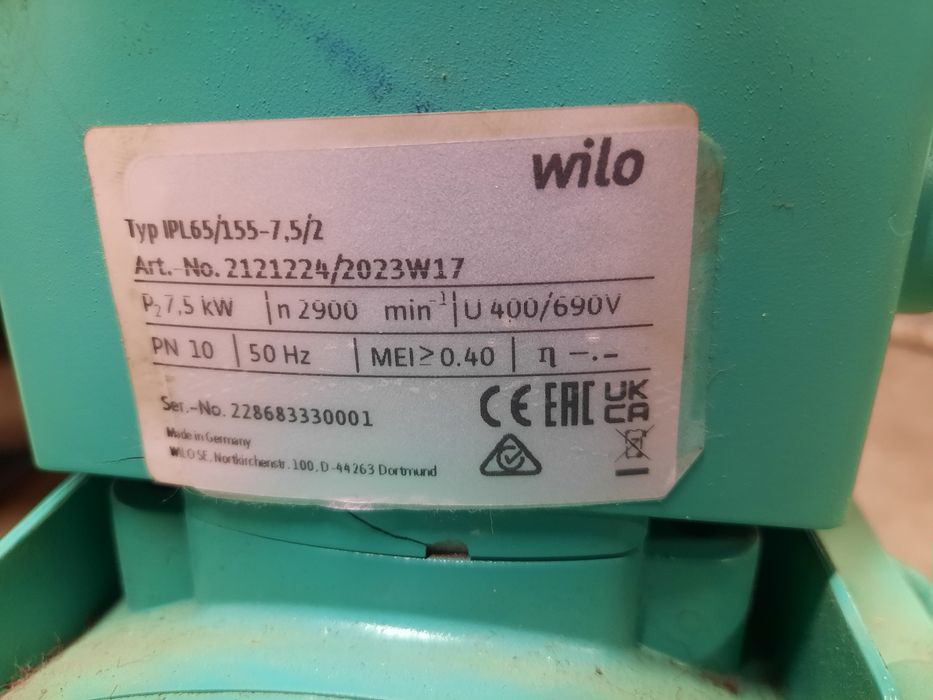 wilo
Typ IPL65/155-7,5/2
Art.-No. 2121224/2023W17
P2 7,5 kW | n 2900 min-1 | U 400/690V
PN 10 | 50 Hz | MEI ≥ 0.40 | η -.-
Ser.-No. 228683330001
CE EAC UK CA
Made in Germany
WILO SE, Nortkirchenstr. 100, D-44263 Dortmund